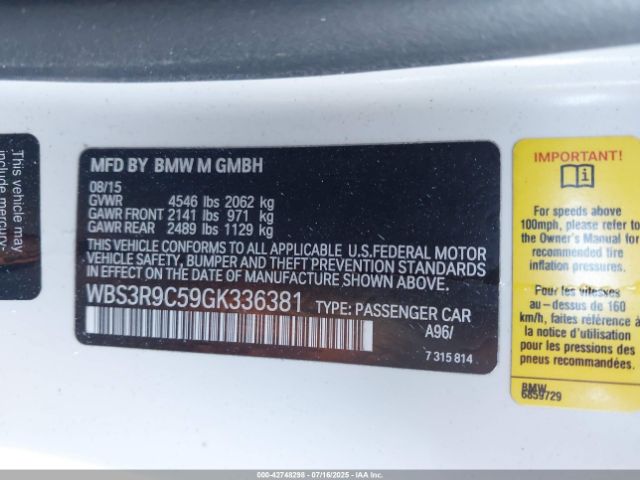 include mercury.
MFD BY BMW M GMBH
08/15
GVWR 4546 lbs 2062 kg
GAWR FRONT 2141 lbs 971 kg
GAWR REAR 2489 lbs 1129 kg
THIS VEHICLE CONFORMS TO ALL APPLICABLE U.S.FEDERAL MOTOR
VEHICLE SAFETY, BUMPER AND THEFT PREVENTION STANDARDS
IN EFFECT ON THE DATE OF MANUFACTURE SHOWN ABOVE.
WBS3R9C59GK336381 TYPE: PASSENGER CAR
A96/
7 315 814
IMPORTANT!
For speeds above
100mph, please refer to
the Owner's Manual for
recommended tire
inflation pressures.
Pour les vitesses
au-dessus de 160
km/h, faites référence à
la notice d'utilisation
pour les pressions des
pneus recommandées.
BMW
6859729
000-42748298 - 07/16/2025 - IAA Inc.